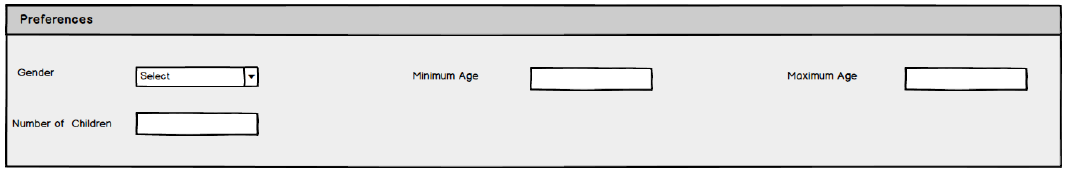 Preferences
Gender Select Minimum Age Maximum Age
Number of Children